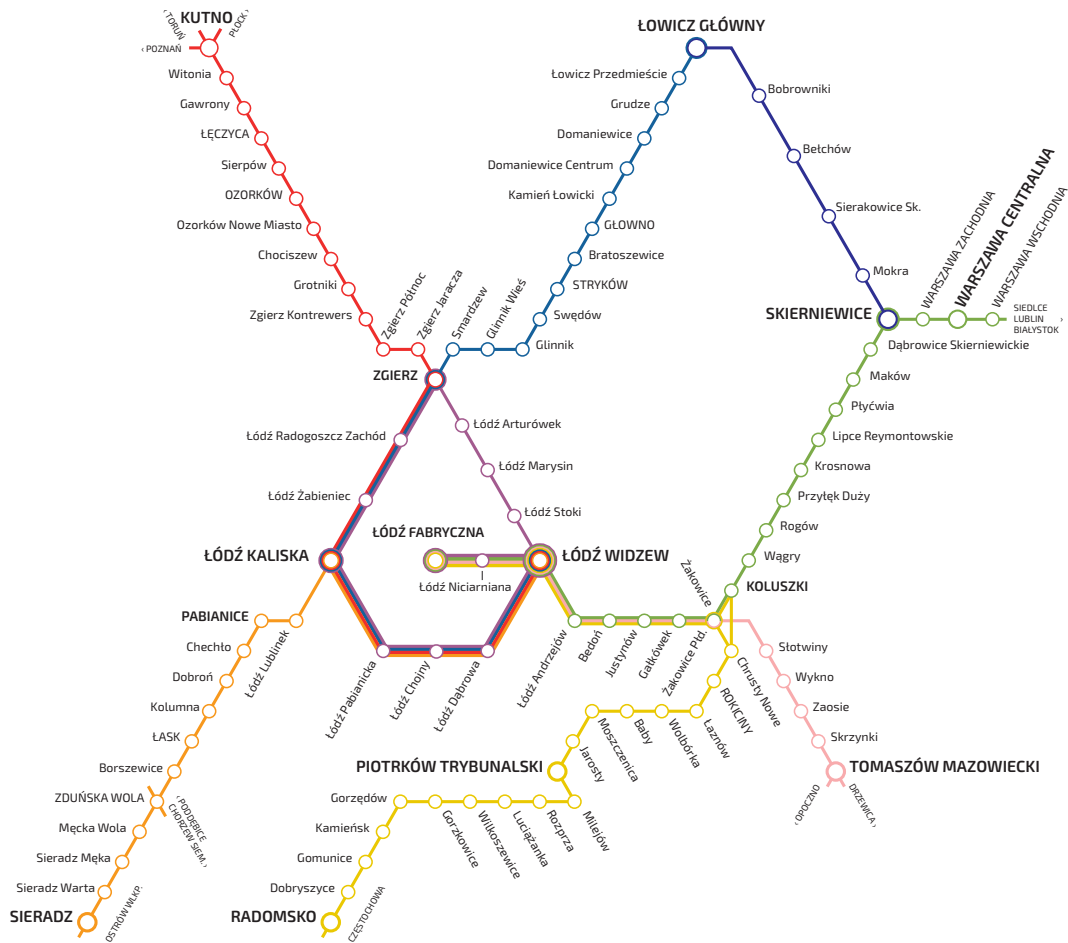 ‹ TORUŃ
KUTNO
PŁOCK ›
‹ POZNAŃ
Witonia
Gawrony
ŁĘCZYCA
Sierpów
OZORKÓW
Ozorków Nowe Miasto
Chociszew
Grotniki
Zgierz Kontrewers
Zgierz Północ
Zgierz Jaracza
ZGIERZ
ŁOWICZ GŁÓWNY
Łowicz Przedmieście
Grudze
Domaniewice
Domaniewice Centrum
Kamień Łowicki
GŁOWNO
Bratoszewice
STRYKÓW
Swędów
Glinnik
Glinnik Wieś
Smardzew
Bobrowniki
Bełchów
Sierakowice Sk.
Mokra
SKIERNIEWICE
WARSZAWA ZACHODNIA
WARSZAWA CENTRALNA
WARSZAWA WSCHODNIA
SIEDLCE
LUBLIN ›
BIAŁYSTOK
Dąbrowice Skierniewickie
Maków
Płyćwia
Lipce Reymontowskie
Krosnowa
Przyłęk Duży
Rogów
Wągry
KOLUSZKI
Łódź Radogoszcz Zachód
Łódź Żabieniec
ŁÓDŹ KALISKA
Łódź Arturówek
Łódź Marysin
Łódź Stoki
ŁÓDŹ FABRYCZNA
Łódź Niciarniana
ŁÓDŹ WIDZEW
Łódź Pabianicka
Łódź Chojny
Łódź Dąbrowa
Łódź Andrzejów
Bedoń
Justynów
Gałkówek
Żakowice Płd.
Żakowice
PABIANICE
Łódź Lublinek
Chechło
Dobroń
Kolumna
ŁASK
Borszewice
ZDUŃSKA WOLA
‹ PODDĘBICE
CHORZEW SIEM. ›
Męcka Wola
Sieradz Męka
Sieradz Warta
SIERADZ
OSTRÓW WLKP.
Chrusty Nowe
ROKICINY
Łaznów
Wolbórka
Baby
Moszczenica
Jarosty
PIOTRKÓW TRYBUNALSKI
Milejów
Rozprza
Luciążanka
Wilkoszewice
Gorzkowice
Gorzędów
Kamieńsk
Gomunice
Dobryszyce
RADOMSKO
CZĘSTOCHOWA
Słotwiny
Wykno
Zaosie
Skrzynki
TOMASZÓW MAZOWIECKI
‹ OPOCZNO
DRZEWICA ›